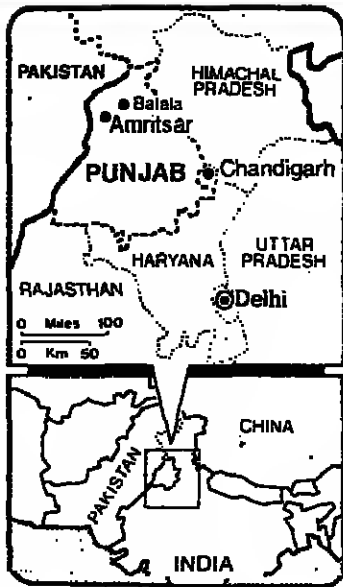 PAKISTAN
HIMACHAL
PRADESH
Batala
Amritsar
PUNJAB
Chandigarh
HARYANA
UTTAR
PRADESH
RAJASTHAN
Delhi
0 Miles 100
0 Km 50
CHINA
PAKISTAN
INDIA